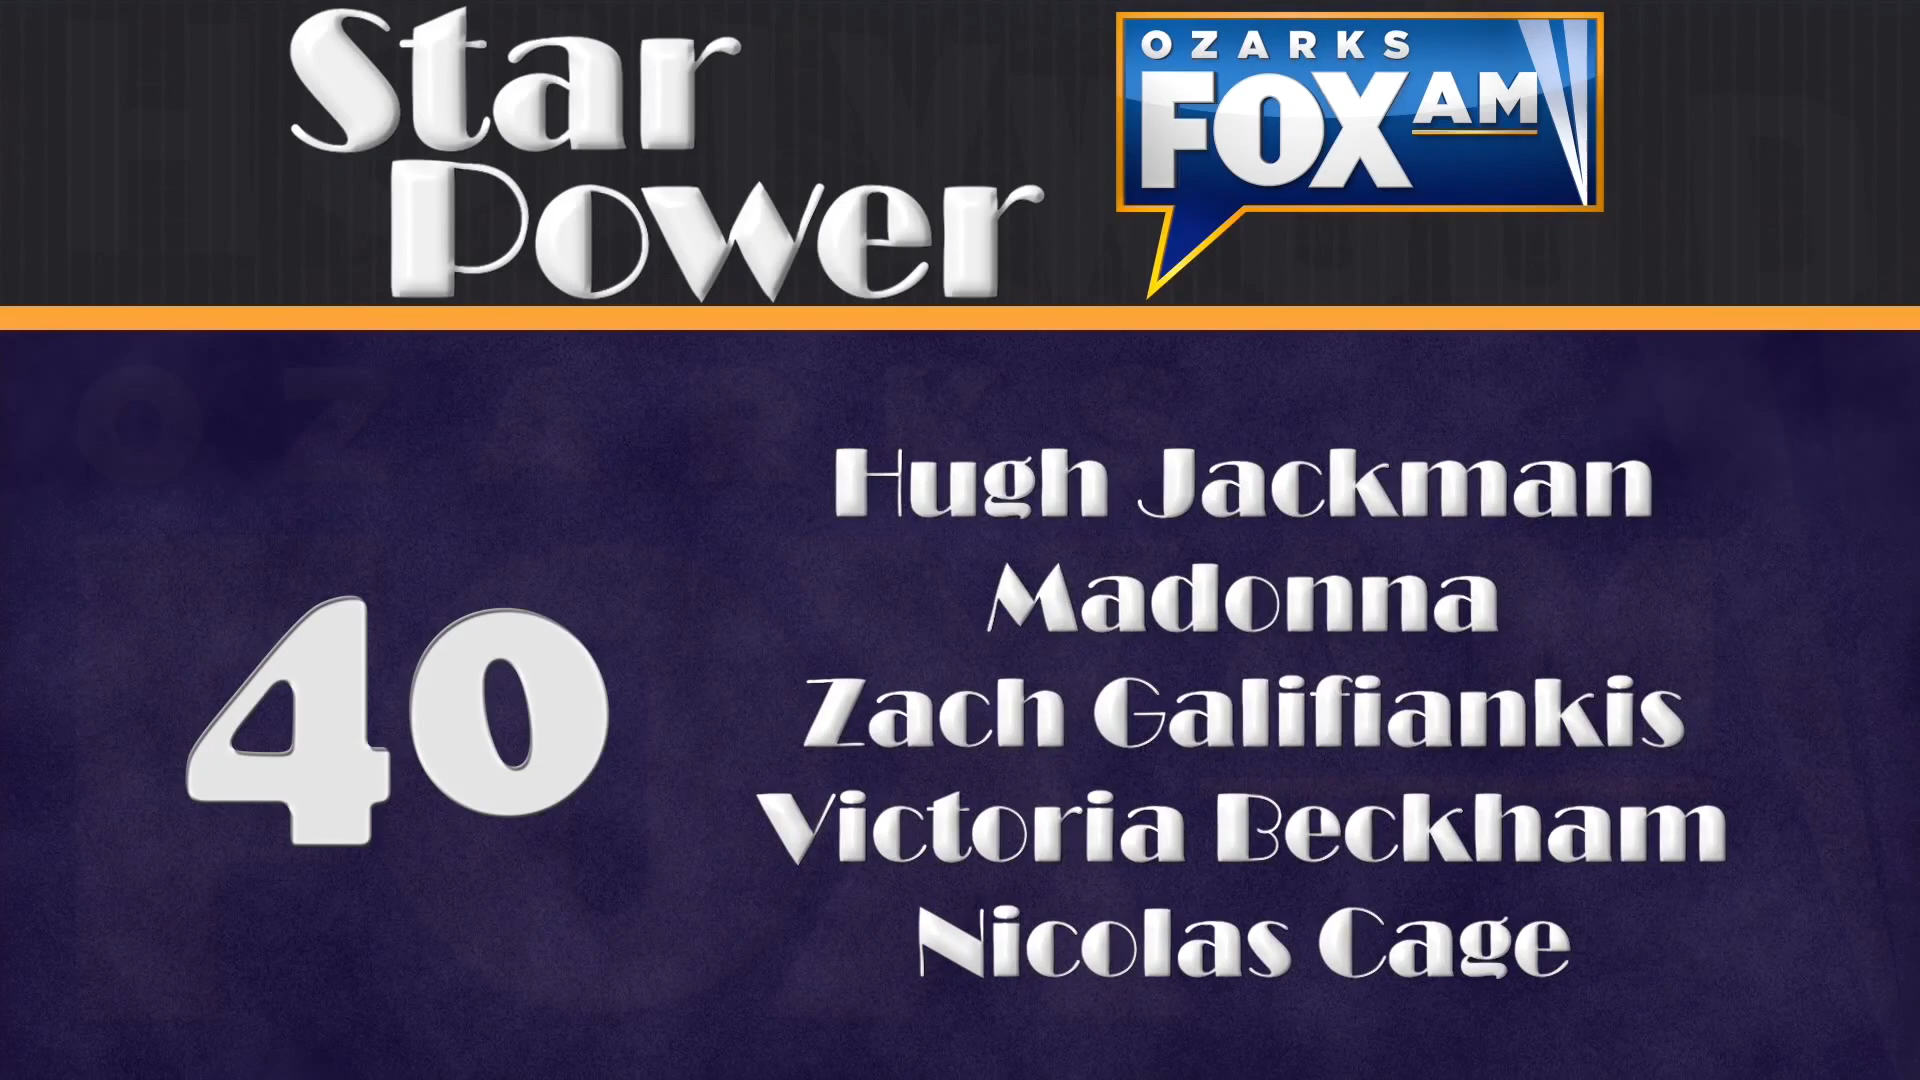 Star
Power
OZARKS
FOX AM
40
Hugh Jackman
Madonna
Zach Galifiankis
Victoria Beckham
Nicolas Cage